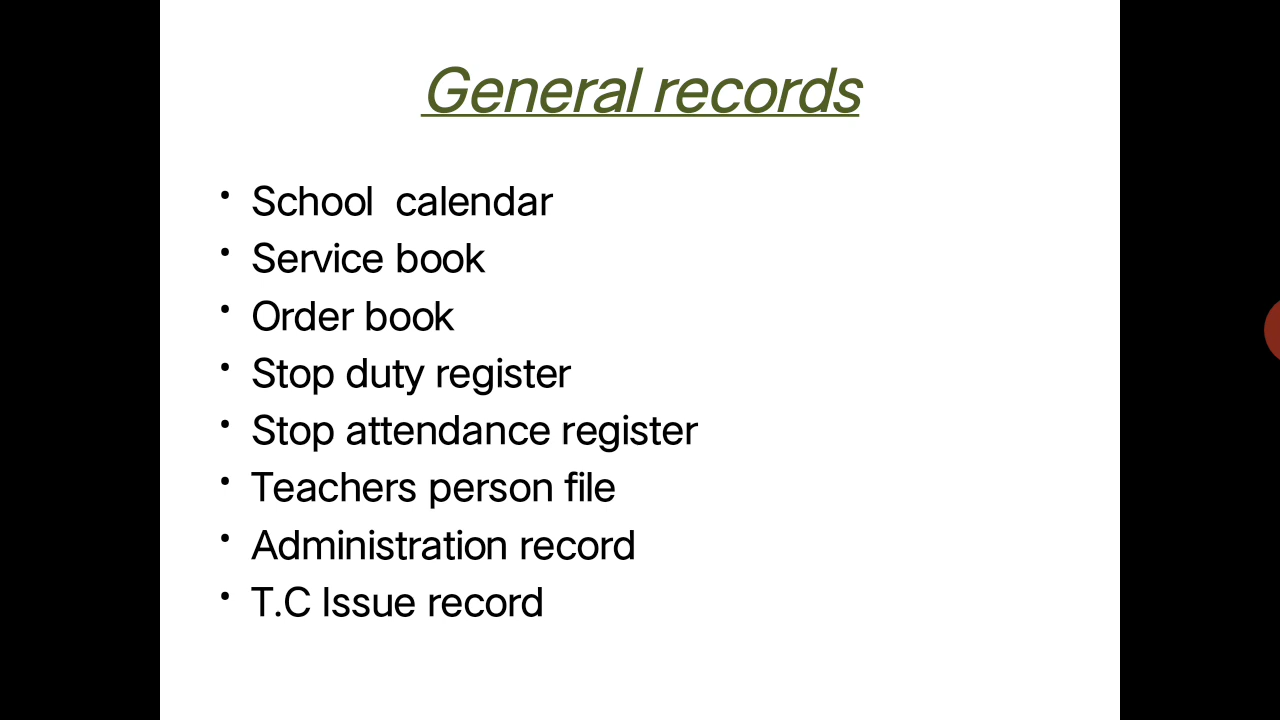 General records
• School  calendar
• Service book
• Order book
• Stop duty register
• Stop attendance register
• Teachers person file
• Administration record
• T.C Issue record